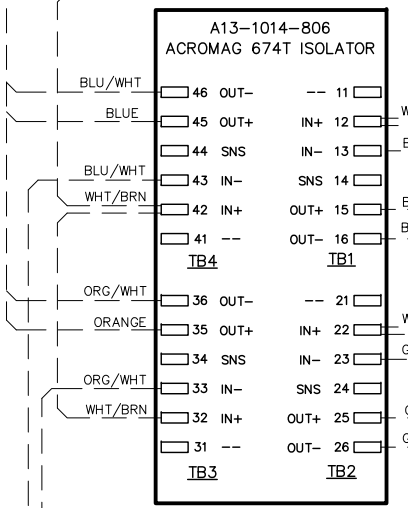 A13-1014-806
ACROMAG 674T ISOLATOR
BLU/WHT 46 OUT- -- 11
BLUE 45 OUT+ IN+ 12
44 SNS IN- 13
BLU/WHT 43 IN- SNS 14
WHT/BRN 42 IN+ OUT+ 15
41 -- OUT- 16
TB4 TB1
ORG/WHT 36 OUT- -- 21
ORANGE 35 OUT+ IN+ 22
34 SNS IN- 23
ORG/WHT 33 IN- SNS 24
WHT/BRN 32 IN+ OUT+ 25
31 -- OUT- 26
TB3 TB2